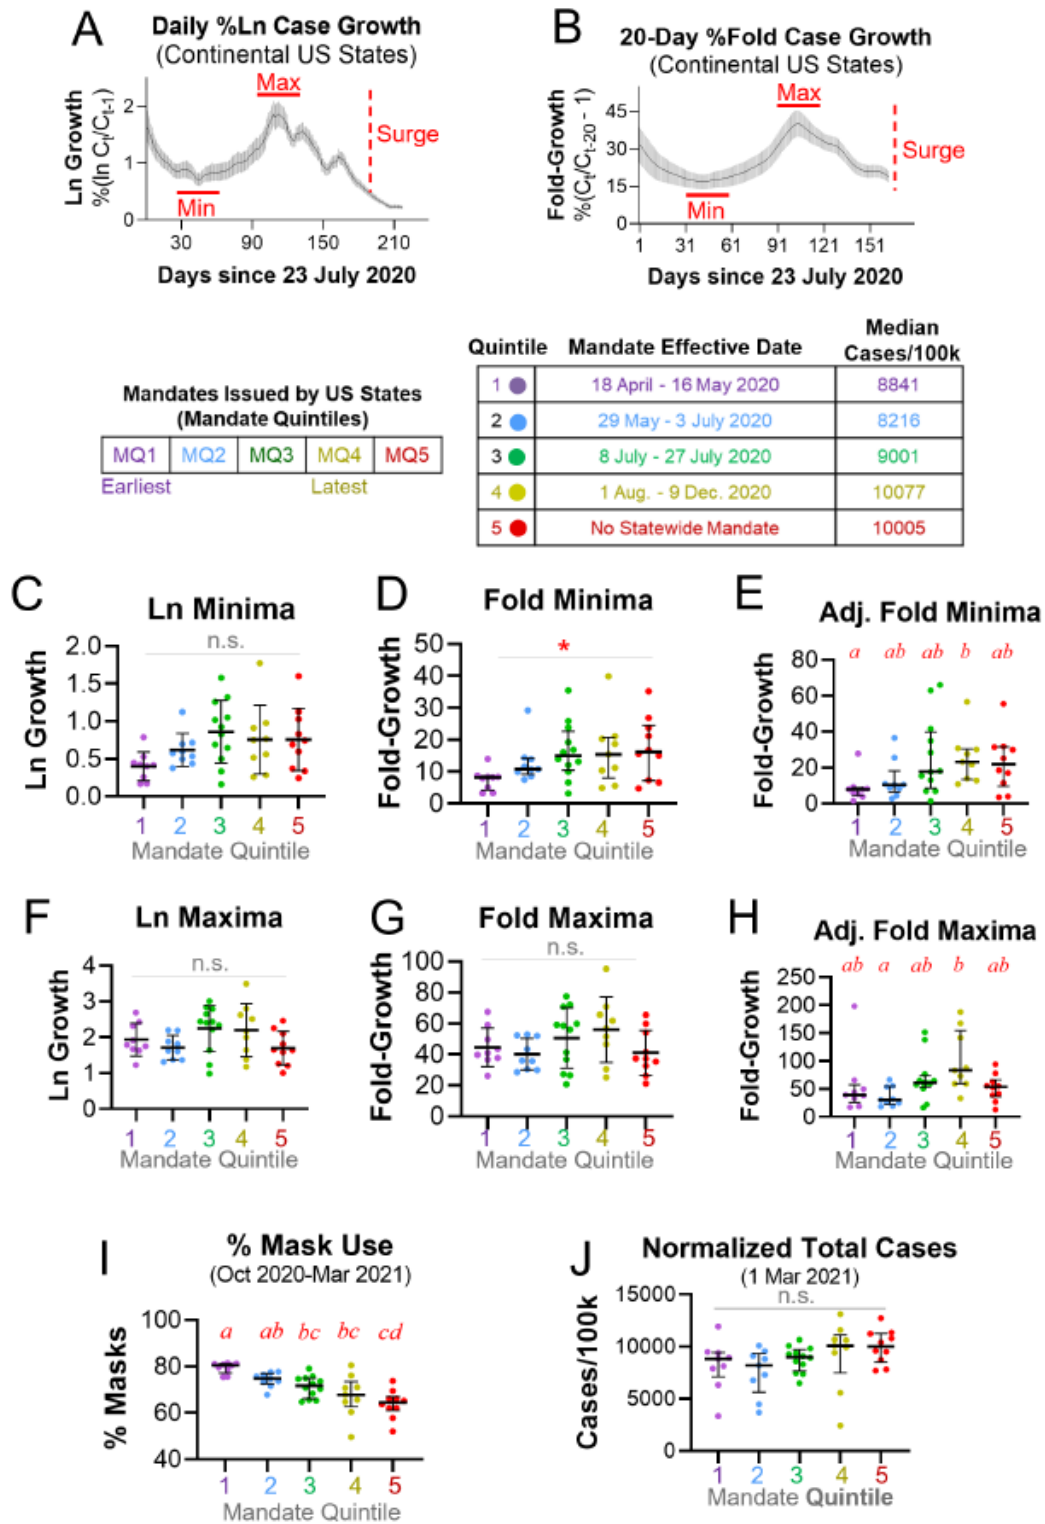 A
Daily %Ln Case Growth
(Continental US States)
Ln Growth
%(ln Ct/Ct-1)
2
1
0
Max
Min
Surge
30 90 150 210
Days since 23 July 2020
B
20-Day %Fold Case Growth
(Continental US States)
Fold-Growth
%(Ct/Ct-20 - 1)
45
30
15
0
Max
Min
Surge
1 31 61 91 121 151
Days since 23 July 2020
Mandates Issued by US States
(Mandate Quintiles)
MQ1 MQ2 MQ3 MQ4 MQ5
Earliest Latest
Quintile Mandate Effective Date Median Cases/100k
1 18 April - 16 May 2020 8841
2 29 May - 3 July 2020 8216
3 8 July - 27 July 2020 9001
4 1 Aug. - 9 Dec. 2020 10077
5 No Statewide Mandate 10005
C
Ln Minima
n.s.
Ln Growth
2.0
1.5
1.0
0.5
0.0
1 2 3 4 5
Mandate Quintile
D
Fold Minima
*
Fold-Growth
50
40
30
20
10
0
1 2 3 4 5
Mandate Quintile
E
Adj. Fold Minima
a ab ab b ab
Fold-Growth
80
60
40
20
0
1 2 3 4 5
Mandate Quintile
F
Ln Maxima
n.s.
Ln Growth
4
3
2
1
0
1 2 3 4 5
Mandate Quintile
G
Fold Maxima
n.s.
Fold-Growth
100
80
60
40
20
0
1 2 3 4 5
Mandate Quintile
H
Adj. Fold Maxima
ab a ab b ab
Fold-Growth
250
200
150
100
50
0
1 2 3 4 5
Mandate Quintile
I
% Mask Use
(Oct 2020-Mar 2021)
a ab bc bc cd
% Masks
100
80
60
40
1 2 3 4 5
Mandate Quintile
J
Normalized Total Cases
(1 Mar 2021)
n.s.
Cases/100k
15000
10000
5000
0
1 2 3 4 5
Mandate Quintile